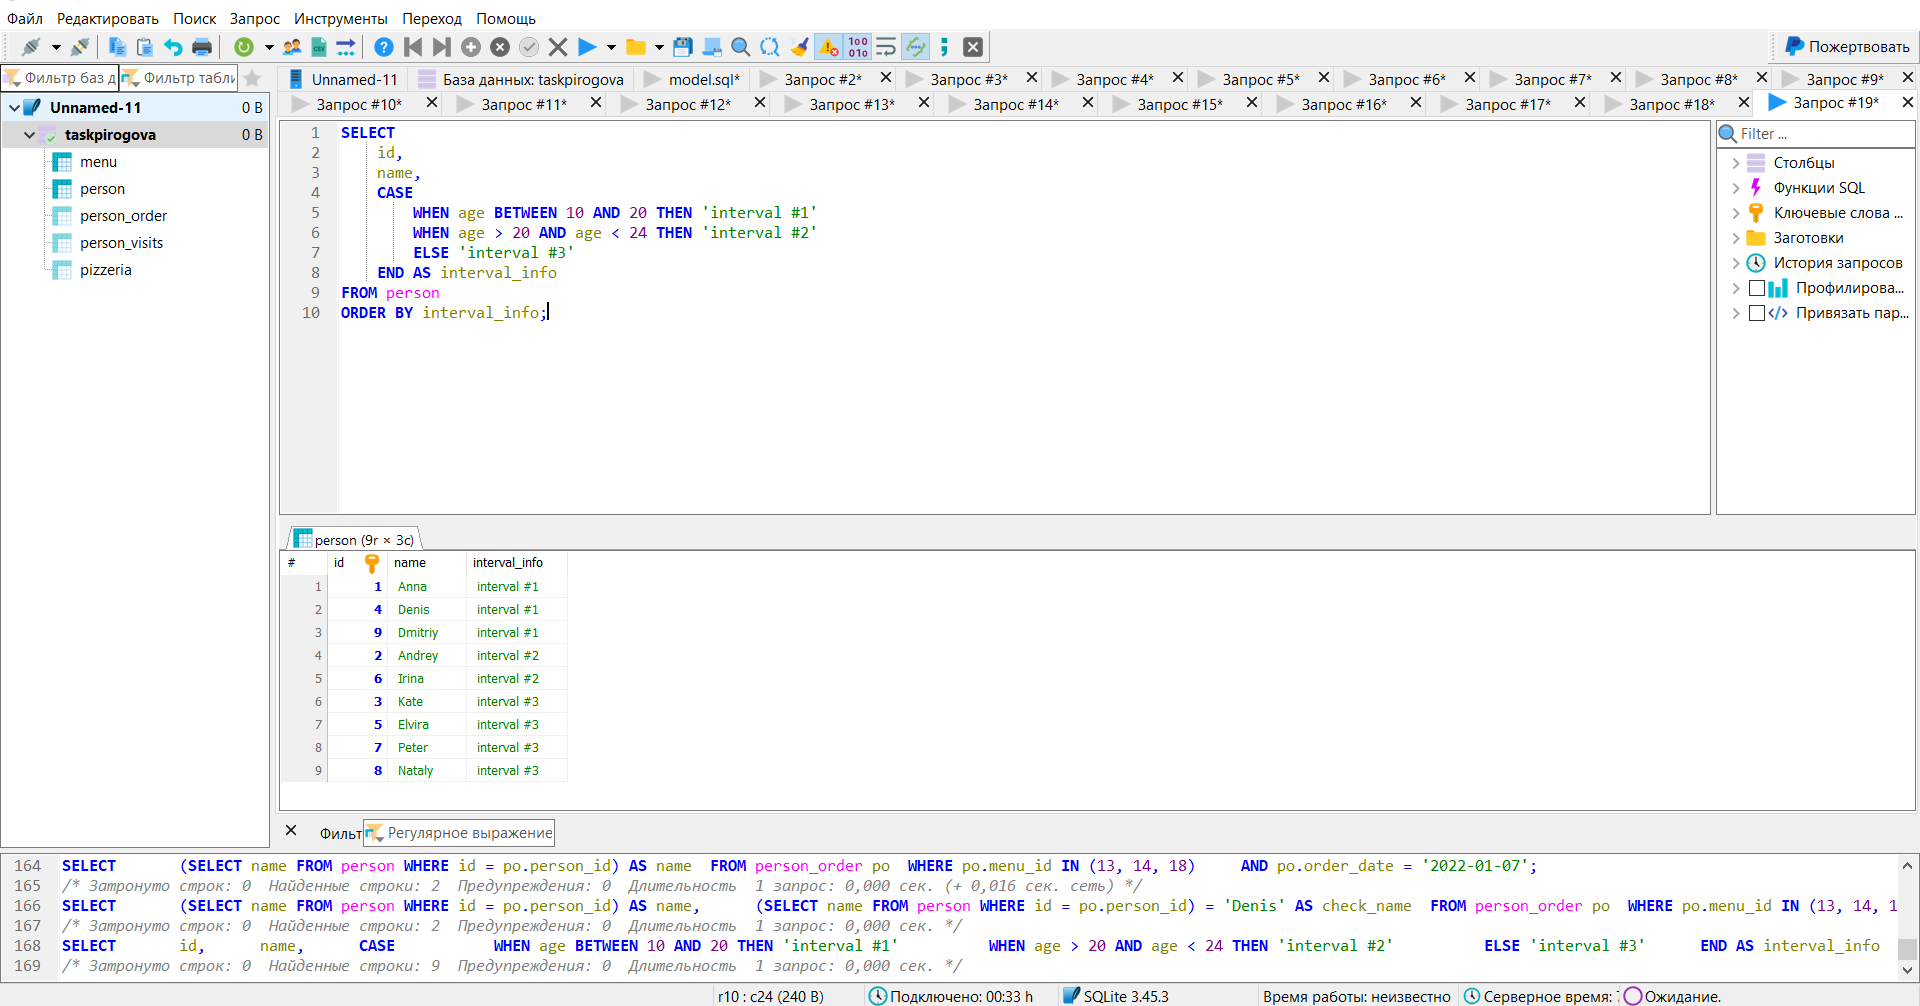 Файл Редактировать Поиск Запрос Инструменты Переход Помощь
Пожертвовать
Фильтр баз д Фильтр табли
Unnamed-11 База данных: taskpirogova model.sql* Запрос #2* Запрос #3* Запрос #4* Запрос #5* Запрос #6* Запрос #7* Запрос #8* Запрос #9*
Запрос #10* Запрос #11* Запрос #12* Запрос #13* Запрос #14* Запрос #15* Запрос #16* Запрос #17* Запрос #18* Запрос #19*
Unnamed-11 0 B
taskpirogova 0 B
menu
person
person_order
person_visits
pizzeria
1 SELECT
2 id,
3 name,
4 CASE
5 WHEN age BETWEEN 10 AND 20 THEN 'interval #1'
6 WHEN age > 20 AND age < 24 THEN 'interval #2'
7 ELSE 'interval #3'
8 END AS interval_info
9 FROM person
10 ORDER BY interval_info;
Filter ...
Столбцы
Функции SQL
Ключевые слова ...
Заготовки
История запросов
Профилирова...
Привязать пар...
person (9r × 3c)
# id name interval_info
1 1 Anna interval #1
2 4 Denis interval #1
3 9 Dmitriy interval #1
4 2 Andrey interval #2
5 6 Irina interval #2
6 3 Kate interval #3
7 5 Elvira interval #3
8 7 Peter interval #3
9 8 Nataly interval #3
Фильт Регулярное выражение
164 SELECT (SELECT name FROM person WHERE id = po.person_id) AS name FROM person_order po WHERE po.menu_id IN (13, 14, 18) AND po.order_date = '2022-01-07';
165 /* Затронуто строк: 0 Найденные строки: 2 Предупреждения: 0 Длительность 1 запрос: 0,000 сек. (+ 0,016 сек. сеть) */
166 SELECT (SELECT name FROM person WHERE id = po.person_id) AS name, (SELECT name FROM person WHERE id = po.person_id) = 'Denis' AS check_name FROM person_order po WHERE po.menu_id IN (13, 14, 1
167 /* Затронуто строк: 0 Найденные строки: 2 Предупреждения: 0 Длительность 1 запрос: 0,000 сек. */
168 SELECT id, name, CASE WHEN age BETWEEN 10 AND 20 THEN 'interval #1' WHEN age > 20 AND age < 24 THEN 'interval #2' ELSE 'interval #3' END AS interval_info
169 /* Затронуто строк: 0 Найденные строки: 9 Предупреждения: 0 Длительность 1 запрос: 0,000 сек. */
r10 : c24 (240 B) Подключено: 00:33 h SQLite 3.45.3 Время работы: неизвестно Серверное время: Ожидание.